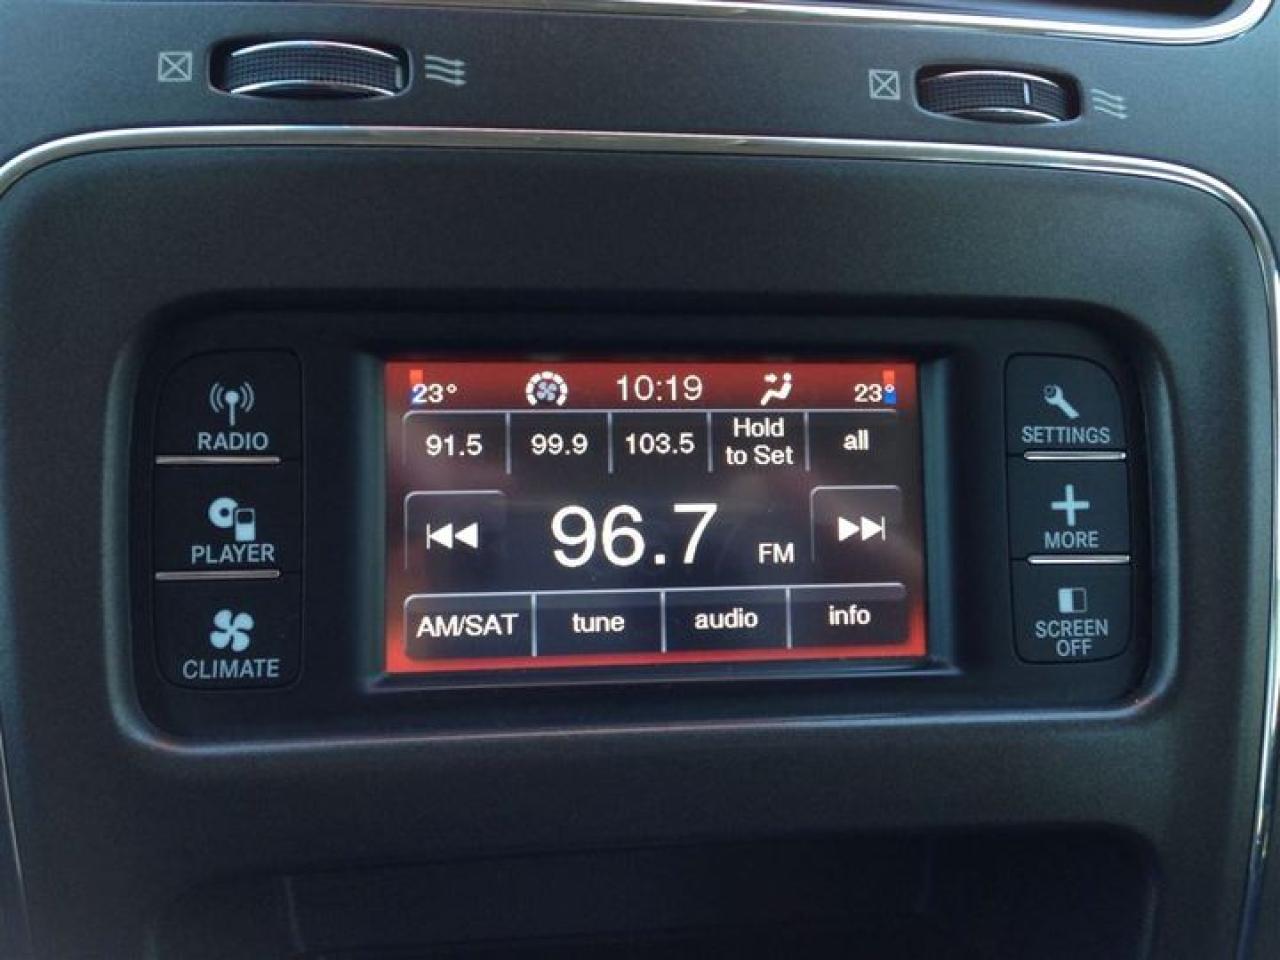 23° 10:19 23°
91.5 99.9 103.5 Hold to Set all
96.7 FM
AM/SAT tune audio info
RADIO
PLAYER
CLIMATE
SETTINGS
MORE
SCREEN
OFF